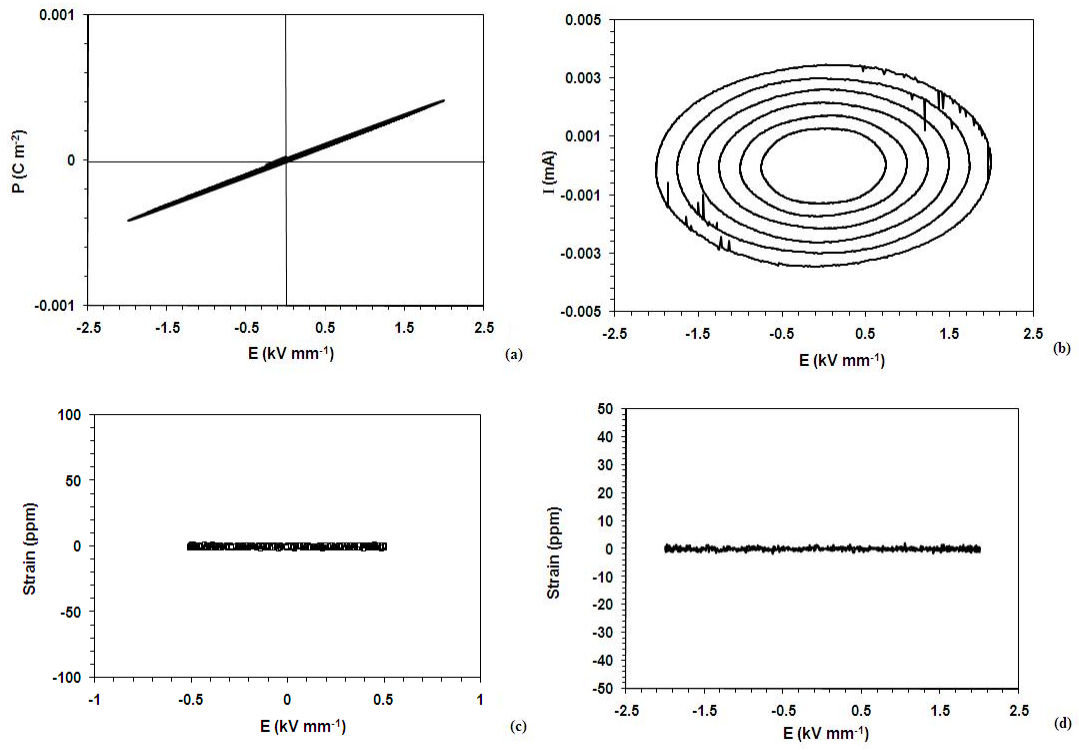 0.001
0
-0.001
P (C m-2)
-2.5 -1.5 -0.5 0.5 1.5 2.5
E (kV mm-1)
(a)
0.005
0.003
0.001
-0.001
-0.003
-0.005
I (mA)
-2.5 -1.5 -0.5 0.5 1.5 2.5
E (kV mm-1)
(b)
100
50
0
-50
-100
Strain (ppm)
-1 -0.5 0 0.5 1
E (kV mm-1)
(c)
50
40
30
20
10
0
-10
-20
-30
-40
-50
Strain (ppm)
-2.5 -1.5 -0.5 0.5 1.5 2.5
E (kV mm-1)
(d)